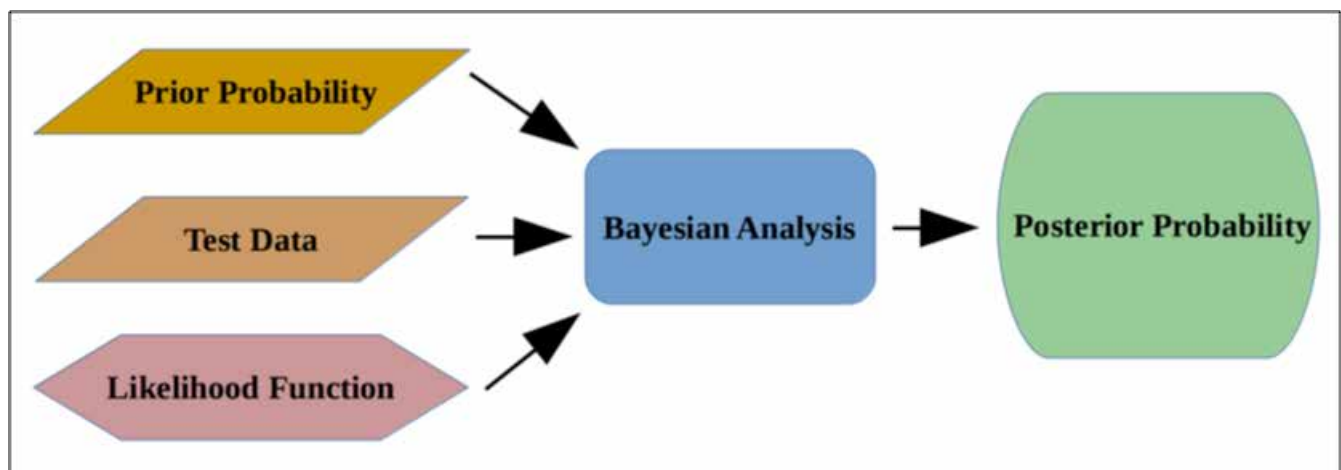 Prior Probability
Test Data
Likelihood Function
Bayesian Analysis
Posterior Probability